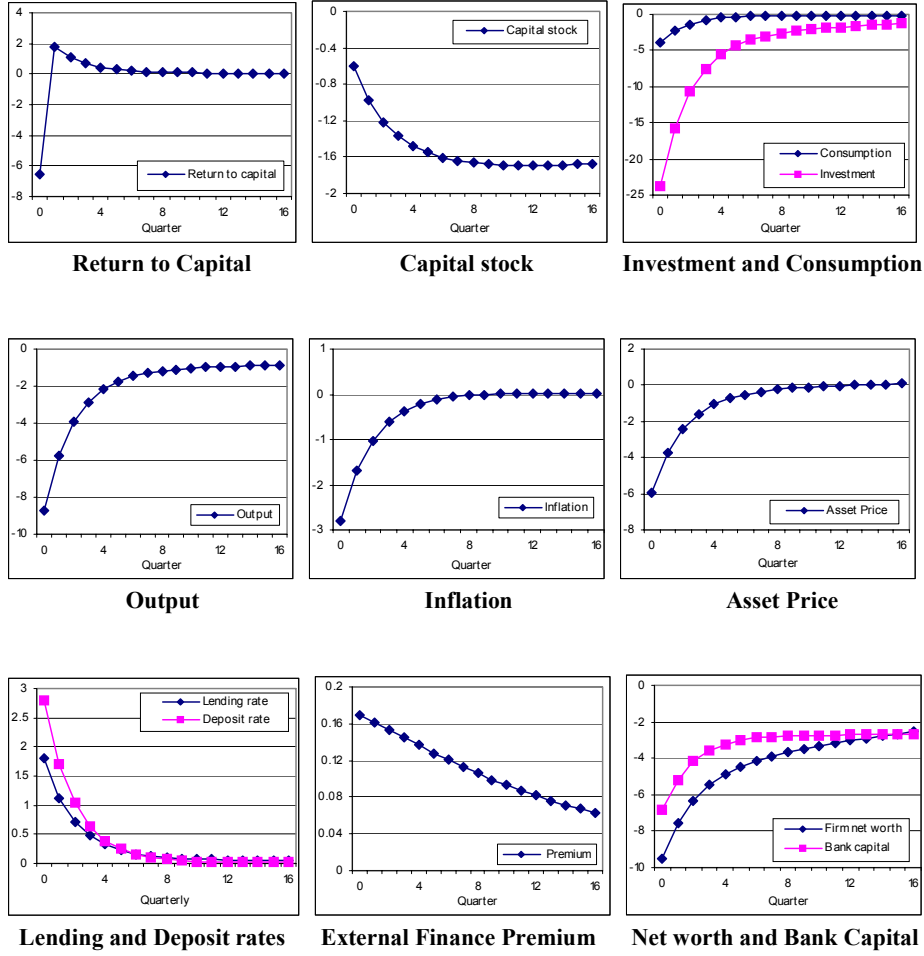 4
2
0
-2
-4
-6
-8
Return to capital
0 4 8 12 16
Quarter
Return to Capital
0
-0.4
-0.8
-1.2
-1.6
-2
Capital stock
0 4 8 12 16
Quarter
Capital stock
0
-5
-10
-15
-20
-25
Consumption
Investment
0 4 8 12 16
Quarter
Investment and Consumption
0
-2
-4
-6
-8
-10
Output
0 4 8 12 16
Quarter
Output
1
0
-1
-2
-3
Inflation
0 4 8 12 16
Quarter
Inflation
2
0
-2
-4
-6
-8
Asset Price
0 4 8 12 16
Quarter
Asset Price
3
2.5
2
1.5
1
0.5
0
Lending rate
Deposit rate
0 4 8 12 16
Quarterly
Lending and Deposit rates
0.2
0.16
0.12
0.08
0.04
0
Premium
0 4 8 12 16
Quarter
External Finance Premium
0
-2
-4
-6
-8
-10
Firm net worth
Bank capital
0 4 8 12 16
Quarter
Net worth and Bank Capital